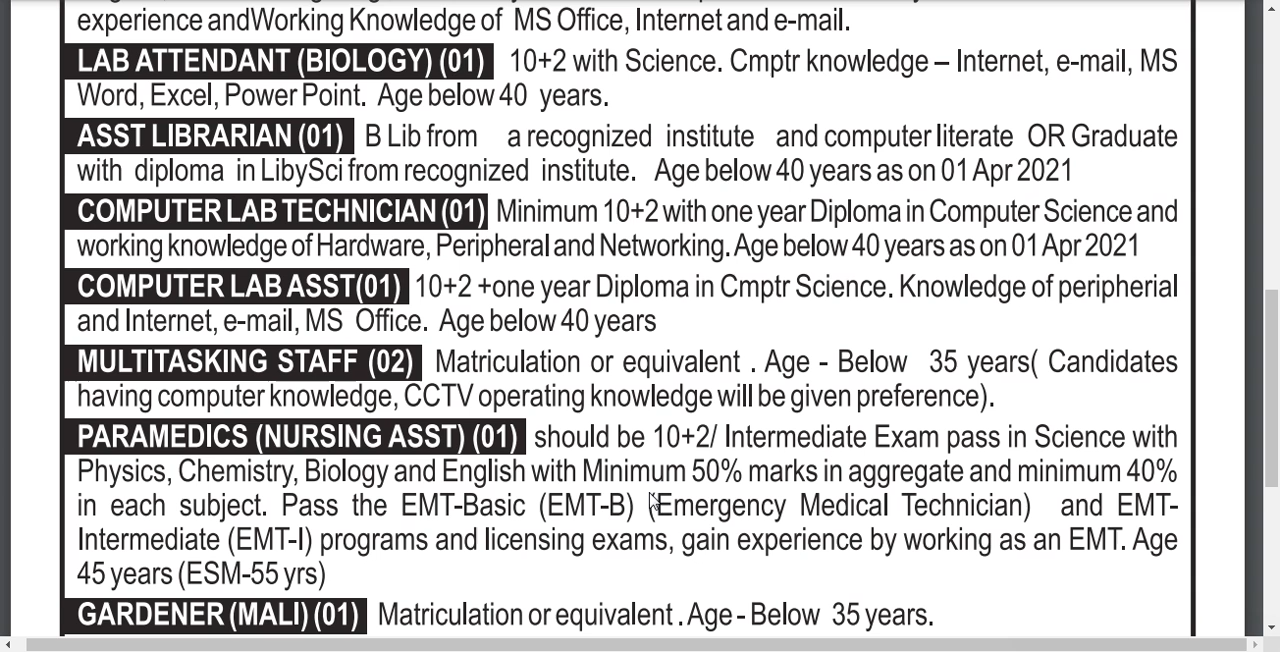 experience andWorking Knowledge of MS Office, Internet and e-mail.
LAB ATTENDANT (BIOLOGY) (01) 10+2 with Science. Cmptr knowledge – Internet, e-mail, MS
Word, Excel, Power Point. Age below 40 years.
ASST LIBRARIAN (01) B Lib from a recognized institute and computer literate OR Graduate
with diploma in LibySci from recognized institute. Age below 40 years as on 01 Apr 2021
COMPUTER LAB TECHNICIAN (01) Minimum 10+2 with one year Diploma in Computer Science and
working knowledge of Hardware, Peripheral and Networking. Age below 40 years as on 01 Apr 2021
COMPUTER LAB ASST(01) 10+2 +one year Diploma in Cmptr Science. Knowledge of peripherial
and Internet, e-mail, MS Office. Age below 40 years
MULTITASKING STAFF (02) Matriculation or equivalent . Age - Below 35 years( Candidates
having computer knowledge, CCTV operating knowledge will be given preference).
PARAMEDICS (NURSING ASST) (01) should be 10+2/ Intermediate Exam pass in Science with
Physics, Chemistry, Biology and English with Minimum 50% marks in aggregate and minimum 40%
in each subject. Pass the EMT-Basic (EMT-B) (Emergency Medical Technician) and EMT-
Intermediate (EMT-I) programs and licensing exams, gain experience by working as an EMT. Age
45 years (ESM-55 yrs)
GARDENER (MALI) (01) Matriculation or equivalent . Age - Below 35 years.